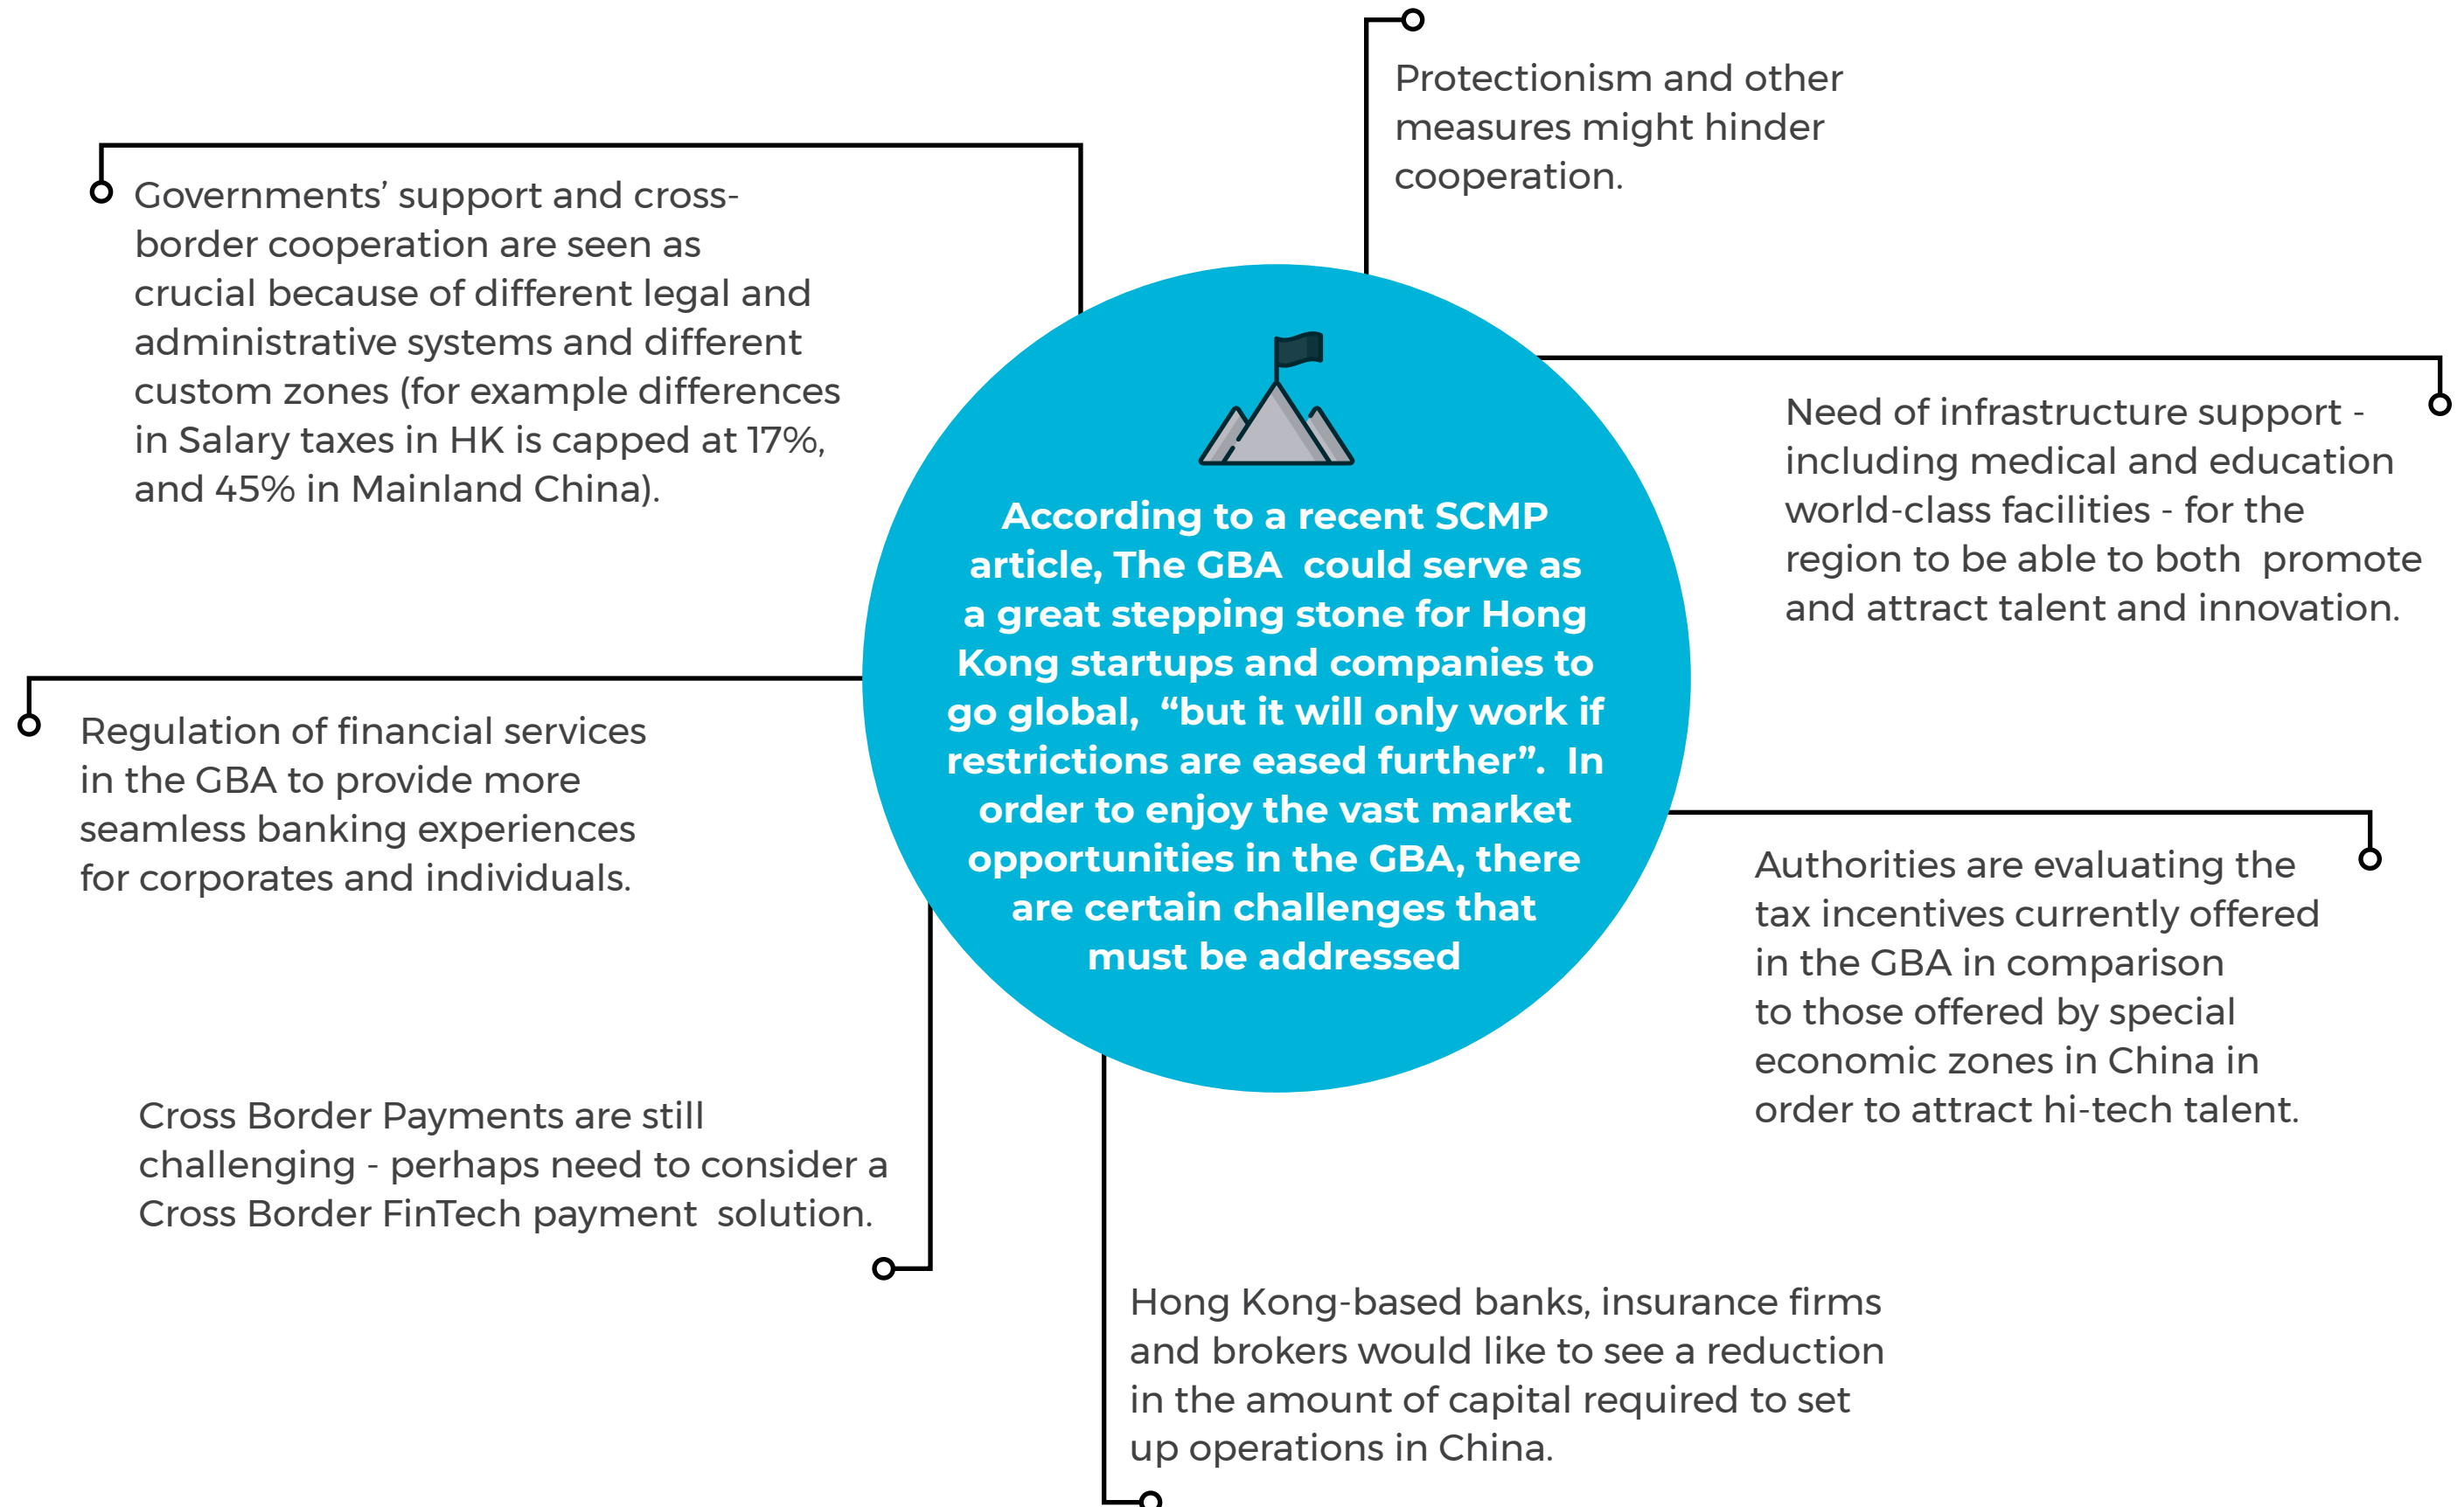 Protectionism and other
measures might hinder
cooperation.
Governments’ support and cross-
border cooperation are seen as
crucial because of different legal and
administrative systems and different
custom zones (for example differences
in Salary taxes in HK is capped at 17%,
and 45% in Mainland China).
Need of infrastructure support -
including medical and education
world-class facilities - for the
region to be able to both  promote
and attract talent and innovation.
According to a recent SCMP
article, The GBA  could serve as
a great stepping stone for Hong
Kong startups and companies to
go global,  “but it will only work if
restrictions are eased further”.  In
order to enjoy the vast market
opportunities in the GBA, there
are certain challenges that
must be addressed
Regulation of financial services
in the GBA to provide more
seamless banking experiences
for corporates and individuals.
Authorities are evaluating the
tax incentives currently offered
in the GBA in comparison
to those offered by special
economic zones in China in
order to attract hi-tech talent.
Cross Border Payments are still
challenging - perhaps need to consider a
Cross Border FinTech payment  solution.
Hong Kong-based banks, insurance firms
and brokers would like to see a reduction
in the amount of capital required to set
up operations in China.